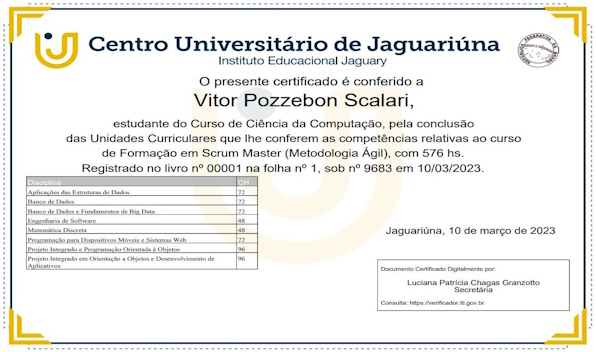 Centro Universitário de Jaguariúna
Instituto Educacional Jaguary
O presente certificado é conferido a
Vitor Pozzebon Scalari,
estudante do Curso de Ciência da Computação, pela conclusão
das Unidades Curriculares que lhe conferem as competências relativas ao curso
de Formação em Scrum Master (Metodologia Ágil), com 576 hs.
Registrado no livro nº 00001 na folha nº 1, sob nº 9683 em 10/03/2023.
Disciplina CH
Aplicações das Estruturas de Dados 72
Banco de Dados 72
Banco de Dados e Fundamentos de Big Data 72
Engenharia de Software 48
Matemática Discreta 48
Programação para Dispositivos Móveis e Sistemas Web 72
Projeto Integrado e Programação Orientada à Objetos 96
Projeto Integrado em Orientação a Objetos e Desenvolvimento de 96
Aplicativos
Jaguariúna, 10 de março de 2023
Documento Certificado Digitalmente por:
Luciana Patrícia Chagas Granzotto
Secretária
Consulta: https://verificador.iti.gov.br